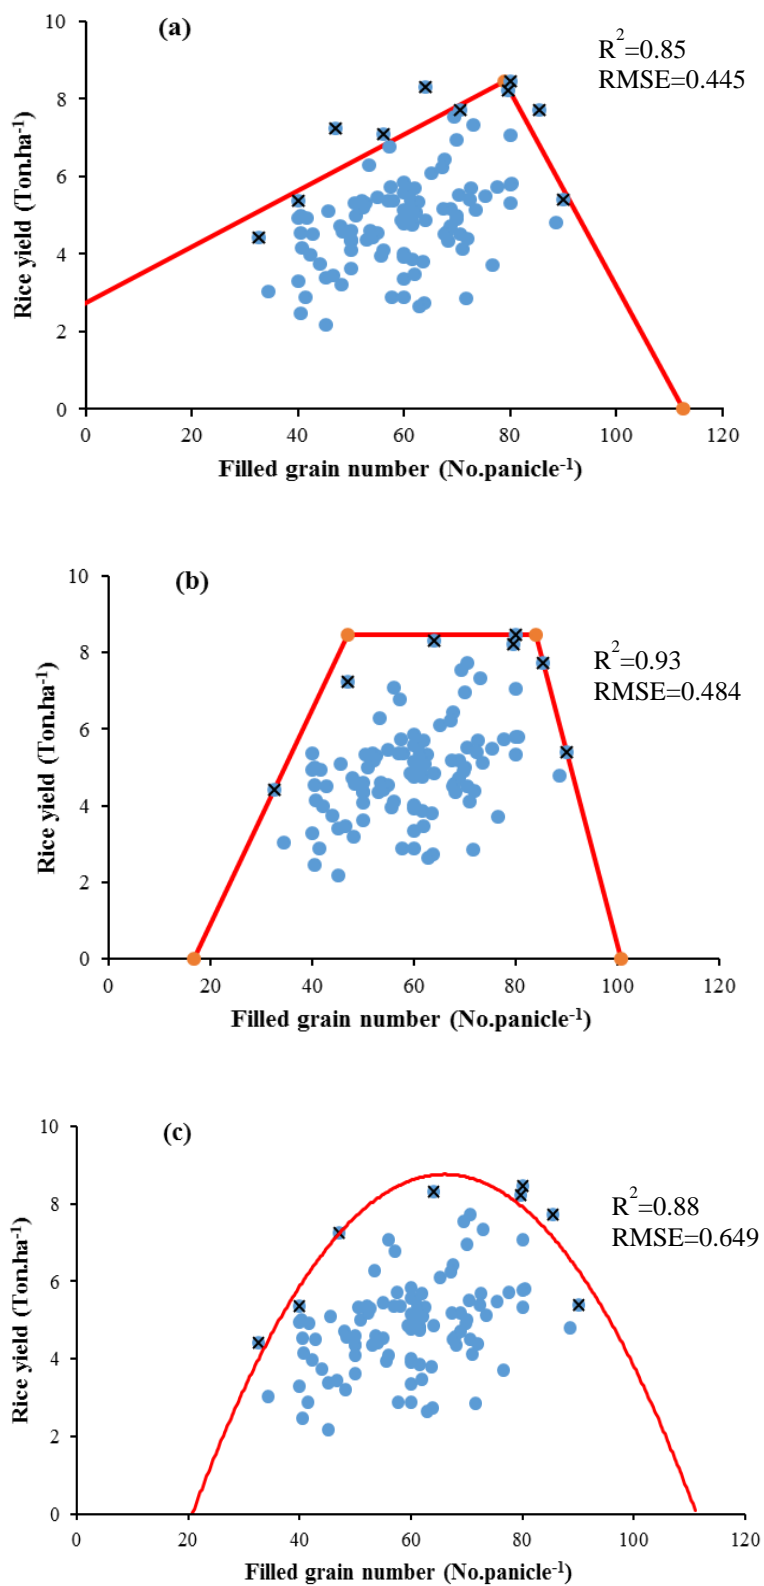 (a)
R²=0.85
RMSE=0.445
Rice yield (Ton.ha⁻¹)
10
8
6
4
2
0
0 20 40 60 80 100 120
Filled grain number (No.panicle⁻¹)
(b)
R²=0.93
RMSE=0.484
Rice yield (Ton.ha⁻¹)
10
8
6
4
2
0
0 20 40 60 80 100 120
Filled grain number (No.panicle⁻¹)
(c)
R²=0.88
RMSE=0.649
Rice yield (Ton.ha⁻¹)
10
8
6
4
2
0
0 20 40 60 80 100 120
Filled grain number (No.panicle⁻¹)